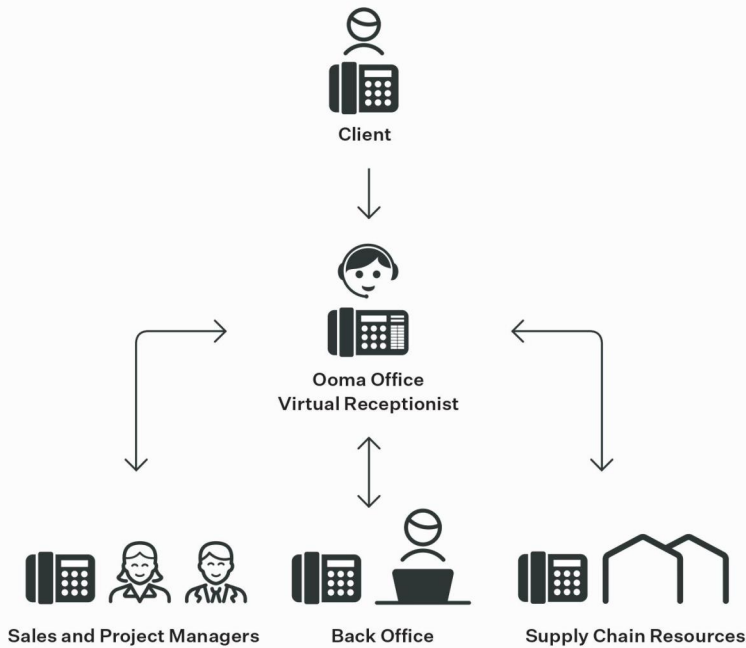 Client
Ooma Office
Virtual Receptionist
Sales and Project Managers
Back Office
Supply Chain Resources